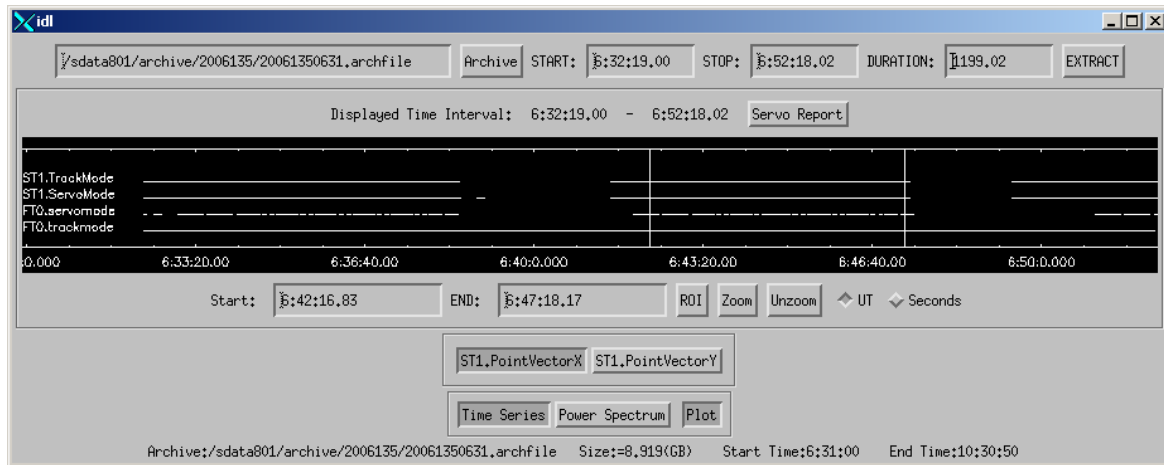 idl
/sdata801/archive/2006135/20061350631.archfile Archive START: 6:32:19.00 STOP: 6:52:18.02 DURATION: 1199.02 EXTRACT
Displayed Time Interval: 6:32:19.00 - 6:52:18.02 Servo Report
ST1.TrackMode
ST1.ServoMode
FT0.servomode
FT0.trackmode
:0.000 6:33:20.00 6:36:40.00 6:40:0.000 6:43:20.00 6:46:40.00 6:50:0.000
Start: 6:42:16.83 END: 6:47:18.17 ROI Zoom Unzoom UT Seconds
ST1.PointVectorX ST1.PointVectorY
Time Series Power Spectrum Plot
Archive:/sdata801/archive/2006135/20061350631.archfile Size:=8.919(GB) Start Time:6:31:00 End Time:10:30:50